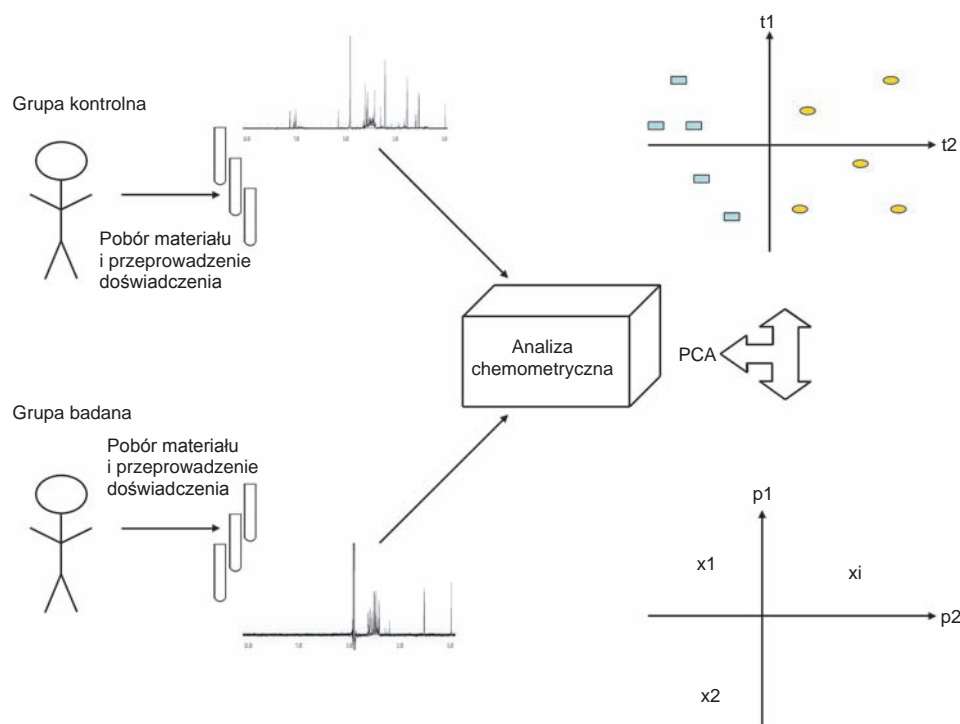 Grupa kontrolna
Pobór materiału
i przeprowadzenie
doświadczenia
t1
t2
Analiza
chemometryczna
PCA
Grupa badana
Pobór materiału
i przeprowadzenie
doświadczenia
p1
x1
xi
p2
x2